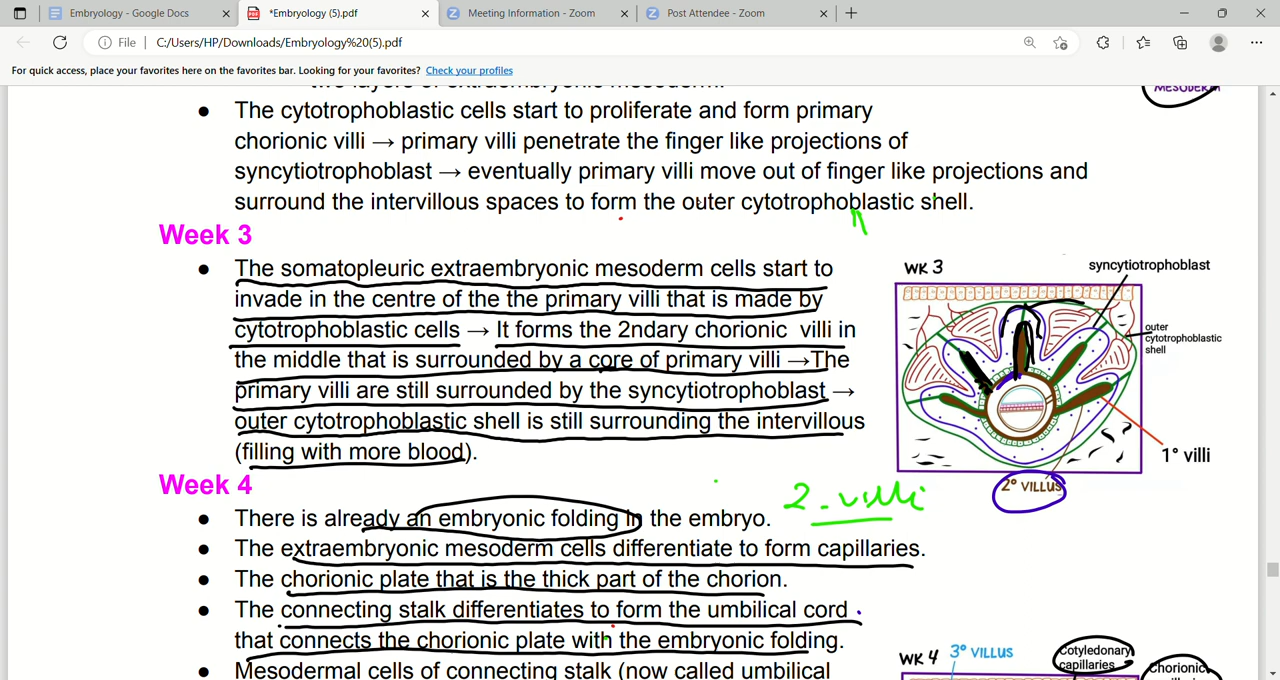 Embryology - Google Docs
*Embryology (5).pdf
Meeting Information - Zoom
Post Attendee - Zoom
File
C:/Users/HP/Downloads/Embryology%20(5).pdf
For quick access, place your favorites here on the favorites bar. Looking for your favorites? Check your profiles
two layers of extraembryonic mesoderm.
MESODERM
● The cytotrophoblastic cells start to proliferate and form primary
chorionic villi → primary villi penetrate the finger like projections of
syncytiotrophoblast → eventually primary villi move out of finger like projections and
surround the intervillous spaces to form the outer cytotrophoblastic shell.
Week 3
● The somatopleuric extraembryonic mesoderm cells start to
invade in the centre of the the primary villi that is made by
cytotrophoblastic cells → It forms the 2ndary chorionic villi in
the middle that is surrounded by a core of primary villi →The
primary villi are still surrounded by the syncytiotrophoblast →
outer cytotrophoblastic shell is still surrounding the intervillous
(filling with more blood).
WK 3
syncytiotrophoblast
outer
cytotrophoblastic
shell
1° villi
2° VILLUS
2 - villi
Week 4
● There is already an embryonic folding in the embryo.
● The extraembryonic mesoderm cells differentiate to form capillaries.
● The chorionic plate that is the thick part of the chorion.
● The connecting stalk differentiates to form the umbilical cord
that connects the chorionic plate with the embryonic folding.
● Mesodermal cells of connecting stalk (now called umbilical
WK 4
3° VILLUS
Cotyledonary
capillaries
Chorionic